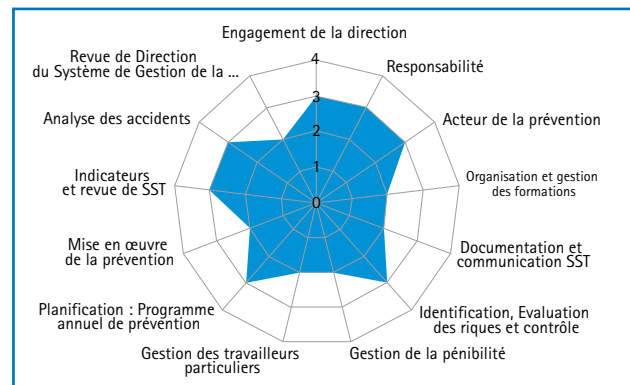 Engagement de la direction
Responsabilité
Acteur de la prévention
Organisation et gestion
des formations
Documentation et
communication SST
Identification, Evaluation
des riques et contrôle
Gestion de la pénibilité
Gestion des travailleurs
particuliers
Planification : Programme
annuel de prévention
Mise en œuvre
de la prévention
Indicateurs
et revue de SST
Analyse des accidents
Revue de Direction
du Système de Gestion de la ...
4
3
2
1
0